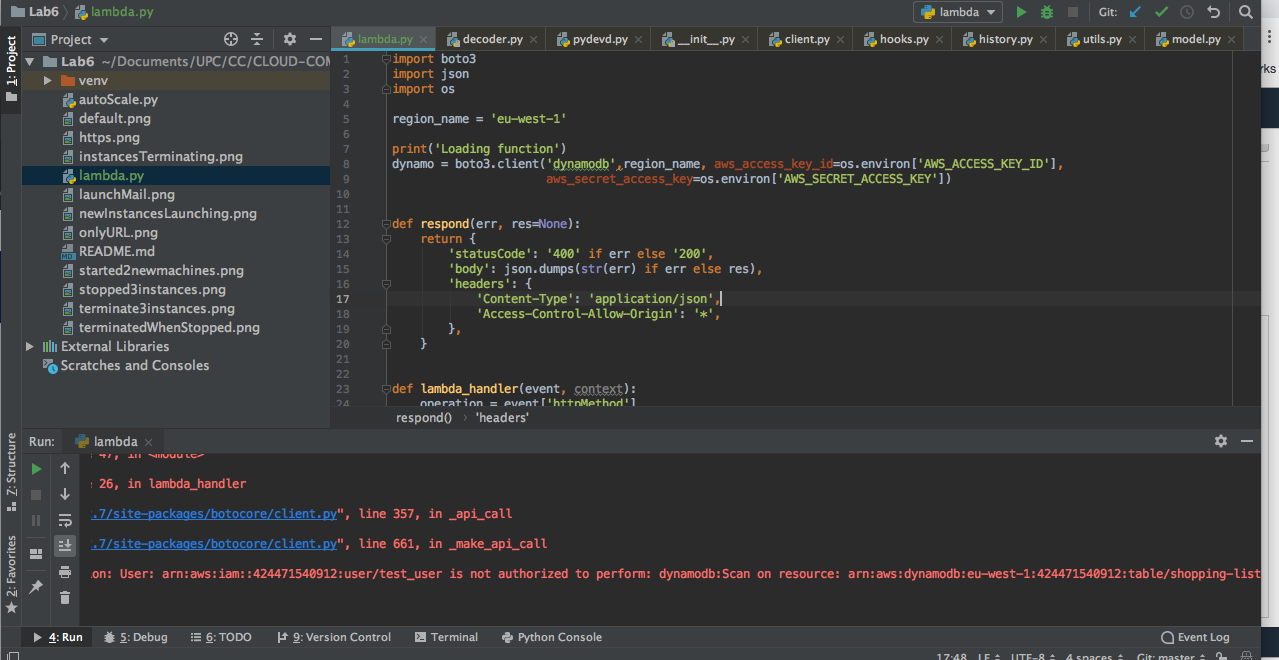 Lab6 lambda.py
lambda
Git:
1: Project
Project
lambda.py decoder.py pydevd.py __init__.py client.py hooks.py history.py utils.py model.py
rks
Lab6 ~/Documents/UPC/CC/CLOUD-COM
venv
autoScale.py
default.png
https.png
instancesTerminating.png
lambda.py
launchMail.png
newInstancesLaunching.png
onlyURL.png
README.md
started2newmachines.png
stopped3instances.png
terminate3instances.png
terminatedWhenStopped.png
External Libraries
Scratches and Consoles
1 import boto3
2 import json
3 import os
4
5 region_name = 'eu-west-1'
6
7 print('Loading function')
8 dynamo = boto3.client('dynamodb',region_name, aws_access_key_id=os.environ['AWS_ACCESS_KEY_ID'],
9 aws_secret_access_key=os.environ['AWS_SECRET_ACCESS_KEY'])
10
11
12 def respond(err, res=None):
13 return {
14 'statusCode': '400' if err else '200',
15 'body': json.dumps(str(err) if err else res),
16 'headers': {
17 'Content-Type': 'application/json',
18 'Access-Control-Allow-Origin': '*',
19 },
20 }
21
22
23 def lambda_handler(event, context):
24 operation = event['httpMethod']
respond() 'headers'
Run: lambda
47, in <module>
26, in lambda_handler
.7/site-packages/botocore/client.py", line 357, in _api_call
.7/site-packages/botocore/client.py", line 661, in _make_api_call
on: User: arn:aws:iam::424471540912:user/test_user is not authorized to perform: dynamodb:Scan on resource: arn:aws:dynamodb:eu-west-1:424471540912:table/shopping-list
Z: Structure
2: Favorites
4: Run 5: Debug 6: TODO 9: Version Control Terminal Python Console Event Log
17:48 LF UTF-8 4 spaces Git: master